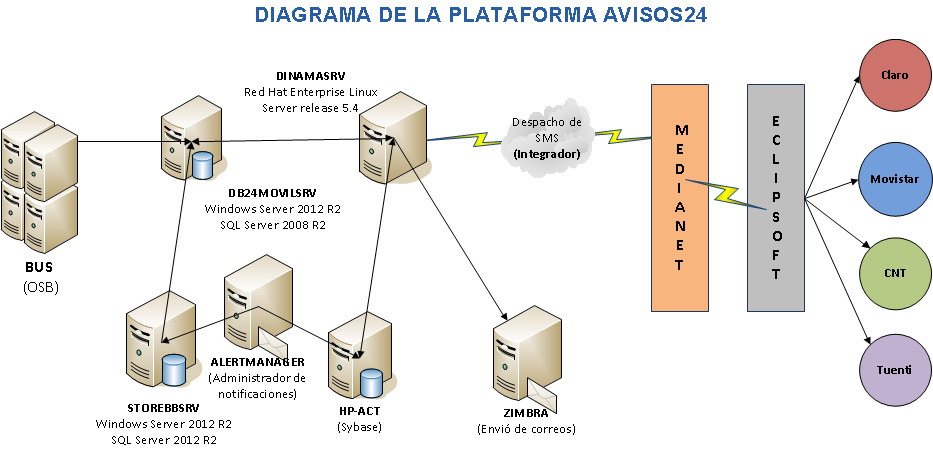 DIAGRAMA DE LA PLATAFORMA AVISOS24
DINAMASRV
Red Hat Enterprise Linux
Server release 5.4
Despacho de
SMS
(Integrador)
MEDIANET
ECLIPSOFT
Claro
Movistar
CNT
Tuenti
DB24MOVILSRV
Windows Server 2012 R2
SQL Server 2008 R2
BUS
(OSB)
ALERTMANAGER
(Administrador de
notificaciones)
STOREBBSRV
Windows Server 2012 R2
SQL Server 2012 R2
HP-ACT
(Sybase)
ZIMBRA
(Envió de correos)